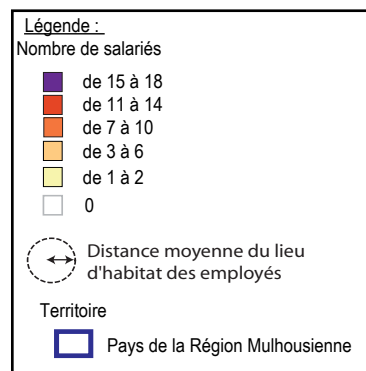 Légende :
Nombre de salariés
de 15 à 18
de 11 à 14
de 7 à 10
de 3 à 6
de 1 à 2
0
Distance moyenne du lieu
d'habitat des employés
Territoire
Pays de la Région Mulhousienne